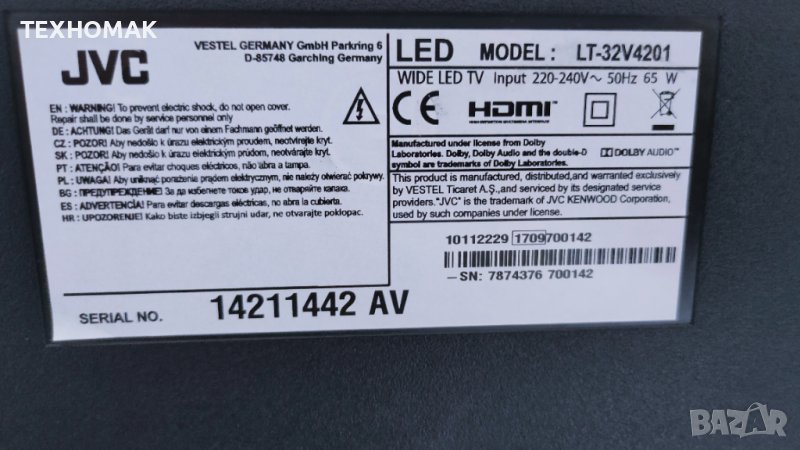 ТЕХНОМАК
JVC
VESTEL GERMANY GmbH Parkring 6
D-85748 Garching Germany
EN : WARNING! To prevent electric shock, do not open cover.
Repair shall be done by service personnel only
DE : ACHTUNG! Das Gerät darf nur von einem Fachmann geöffnet werden.
CZ : POZOR! Aby nedošlo k úrazu elektrickým proudem, neotvírejte kryt.
SK : POZOR! Aby nedošlo k úrazu elektrickým prúdom, neotvárajte kryt.
PT : ATENÇÃO! Para evitar choques eléctricos, não abra a tampa.
PL : UWAGA! Aby uniknąć porażenia prądem elektrycznym, nie należy otwierać pokrywy.
BG : ПРЕДУПРЕЖДЕНИЕ! За да избегнете токов удар, не отваряйте капака.
ES : ADVERTENCIA! Para evitar descargas eléctricas, no abra la cubierta.
HR : UPOZORENJE! Kako biste izbjegli strujni udar, ne otvarajte poklopac.
SERIAL NO. 14211442 AV
LED MODEL : LT-32V4201
WIDE LED TV Input 220-240V~ 50Hz 65 W
CE HDMI
HIGH-DEFINITION MULTIMEDIA INTERFACE
Manufactured under license from Dolby
Laboratories. Dolby, Dolby Audio and the double-D
symbol are trademarks of Dolby Laboratories.
DOLBY AUDIO™
This product is manufactured, distributed,and warranted exclusively
by VESTEL Ticaret A.Ş.,and serviced by its designated service
providers."JVC" is the trademark of JVC KENWOOD Corporation,
used by such companies under license.
10112229 1709700142
SN: 7874376 700142
BAZAR